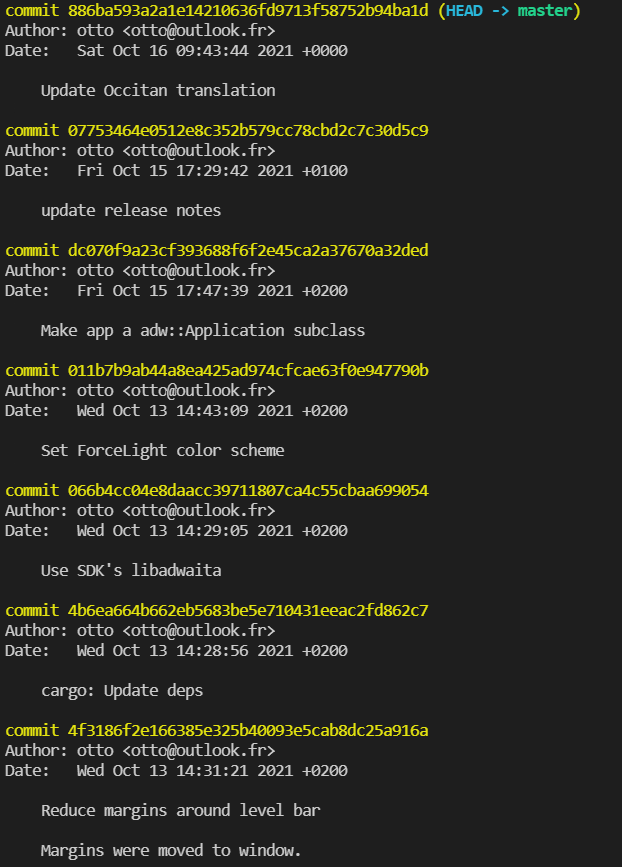 commit 886ba593a2a1e14210636fd9713f58752b94ba1d (HEAD -> master)
Author: otto <otto@outlook.fr>
Date:   Sat Oct 16 09:43:44 2021 +0000
    Update Occitan translation
commit 07753464e0512e8c352b579cc78cbd2c7c30d5c9
Author: otto <otto@outlook.fr>
Date:   Fri Oct 15 17:29:42 2021 +0100
    update release notes
commit dc070f9a23cf393688f6f2e45ca2a37670a32ded
Author: otto <otto@outlook.fr>
Date:   Fri Oct 15 17:47:39 2021 +0200
    Make app a adw::Application subclass
commit 011b7b9ab44a8ea425ad974cfcae63f0e947790b
Author: otto <otto@outlook.fr>
Date:   Wed Oct 13 14:43:09 2021 +0200
    Set ForceLight color scheme
commit 066b4cc04e8daacc39711807ca4c55cbaa699054
Author: otto <otto@outlook.fr>
Date:   Wed Oct 13 14:29:05 2021 +0200
    Use SDK's libadwaita
commit 4b6ea664b662eb5683be5e710431eeac2fd862c7
Author: otto <otto@outlook.fr>
Date:   Wed Oct 13 14:28:56 2021 +0200
    cargo: Update deps
commit 4f3186f2e166385e325b40093e5cab8dc25a916a
Author: otto <otto@outlook.fr>
Date:   Wed Oct 13 14:31:21 2021 +0200
    Reduce margins around level bar
    Margins were moved to window.